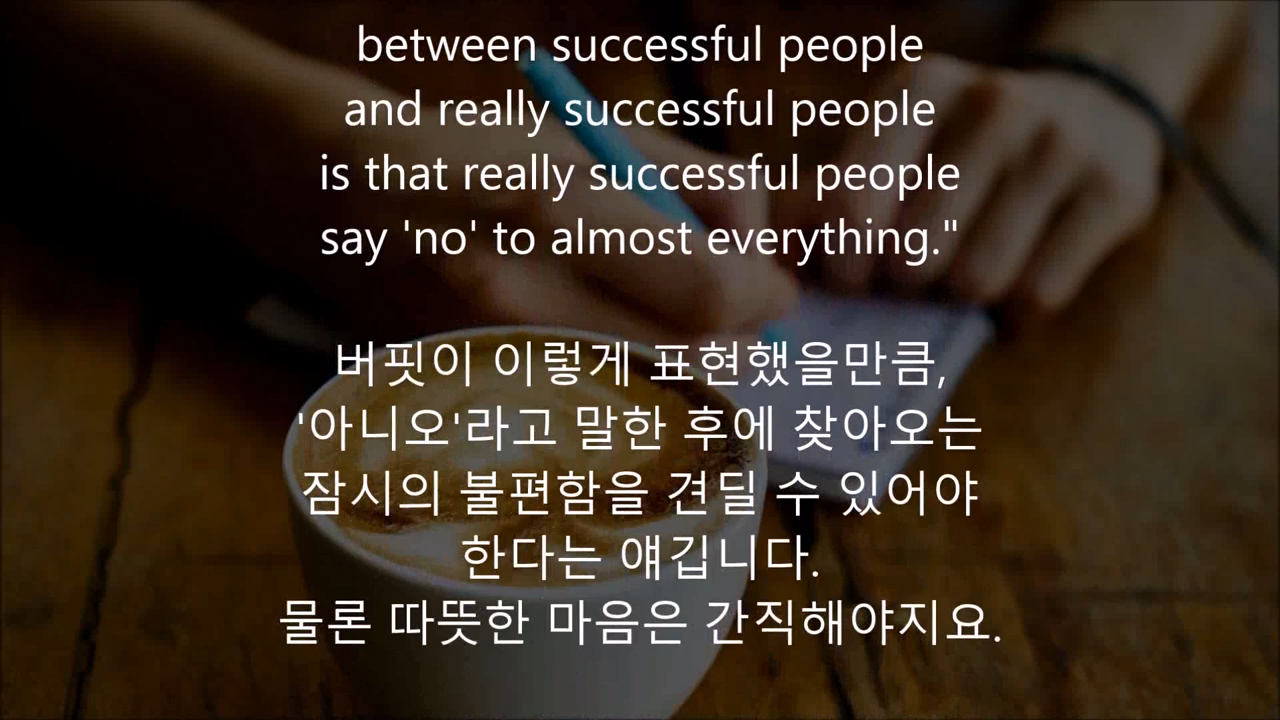 between successful people
and really successful people
is that really successful people
say 'no' to almost everything."
버핏이 이렇게 표현했을만큼,
'아니오'라고 말한 후에 찾아오는
잠시의 불편함을 견딜 수 있어야
한다는 얘깁니다.
물론 따뜻한 마음은 간직해야지요.